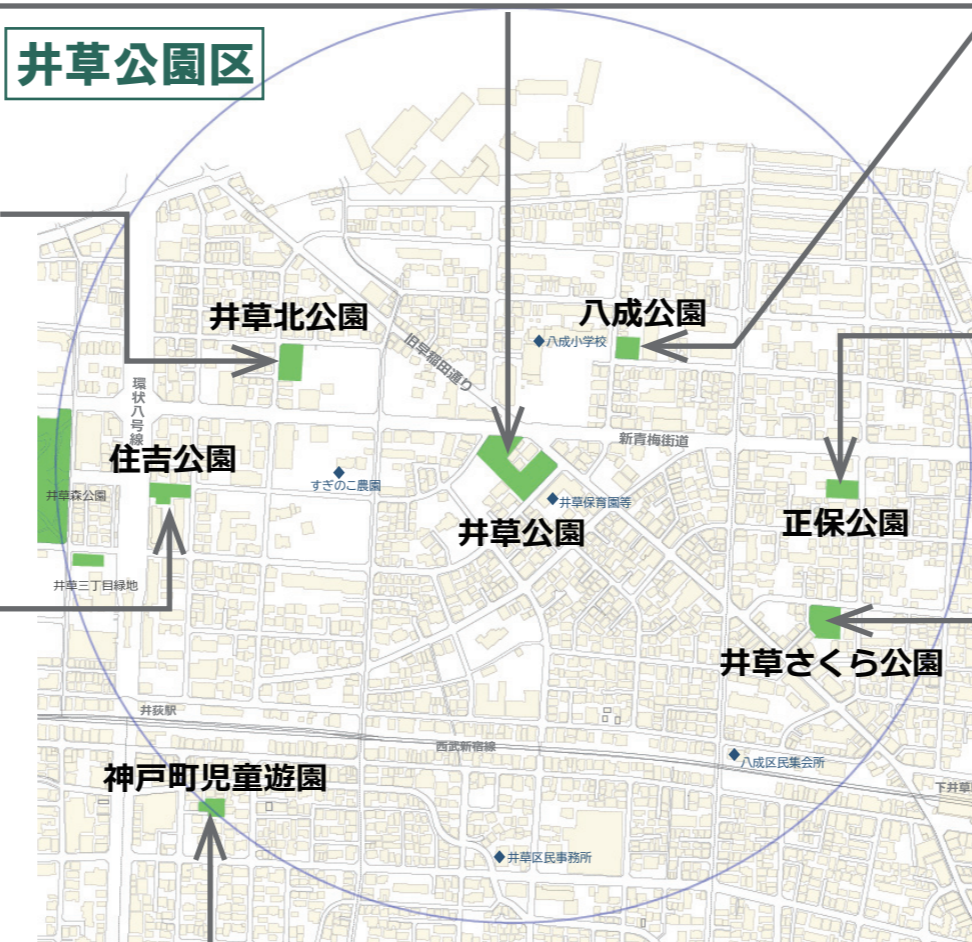 井草公園区
井草北公園
八成公園
八成小学校
旧早稲田通り
環状八号線
新青梅街道
住吉公園
すぎのこ農園
井草森公園
井草保育園等
井草公園
正保公園
井草三丁目緑地
井草さくら公園
井荻駅
西武新宿線
八成区民集会所
神戸町児童遊園
下井草
井草区民事務所